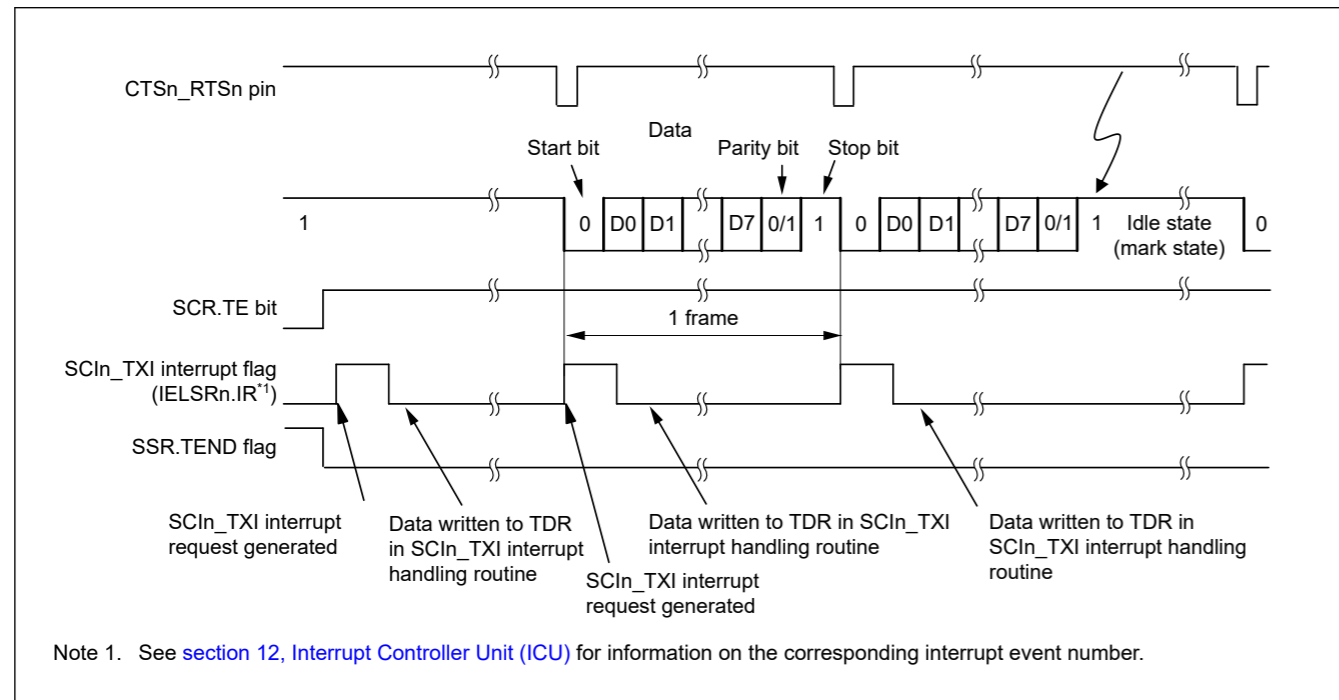 CTSn_RTSn pin
Data
Start bit
Parity bit
Stop bit
1
0
D0
D1
D7
0/1
1
0
D0
D1
D7
0/1
1
Idle state
(mark state)
0
SCR.TE bit
1 frame
SCIn_TXI interrupt flag
(IELSRn.IR*1)
SSR.TEND flag
SCIn_TXI interrupt
request generated
Data written to TDR
in SCIn_TXI interrupt
handling routine
SCIn_TXI interrupt
request generated
Data written to TDR in SCIn_TXI
interrupt handling routine
Data written to TDR in
SCIn_TXI interrupt handling
routine
Note 1. See section 12, Interrupt Controller Unit (ICU) for information on the corresponding interrupt event number.